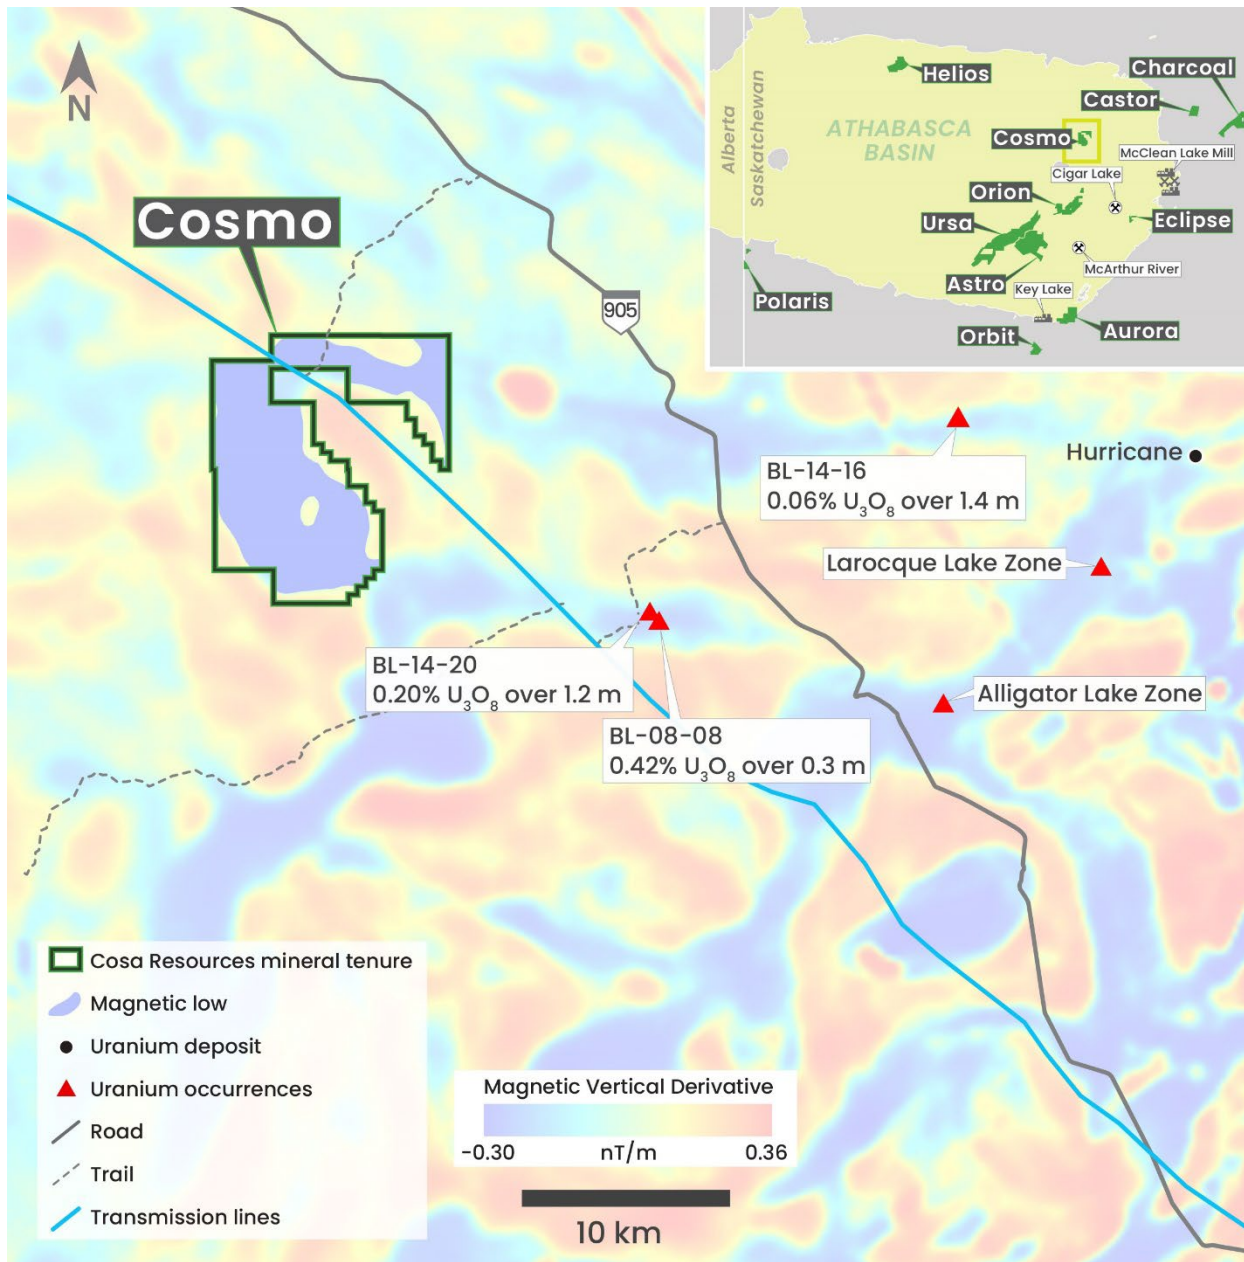 N
Cosmo
905
Alberta
Saskatchewan
ATHABASCA
BASIN
Helios
Charcoal
Castor
Cosmo
McClean Lake Mill
Cigar Lake
Orion
Ursa
Eclipse
McArthur River
Astro
Key Lake
Polaris
Orbit
Aurora
BL-14-16
0.06% U₃O₈ over 1.4 m
Hurricane
Larocque Lake Zone
BL-14-20
0.20% U₃O₈ over 1.2 m
Alligator Lake Zone
BL-08-08
0.42% U₃O₈ over 0.3 m
Cosa Resources mineral tenure
Magnetic low
Uranium deposit
Uranium occurrences
Road
Trail
Transmission lines
Magnetic Vertical Derivative
-0.30 nT/m 0.36
10 km